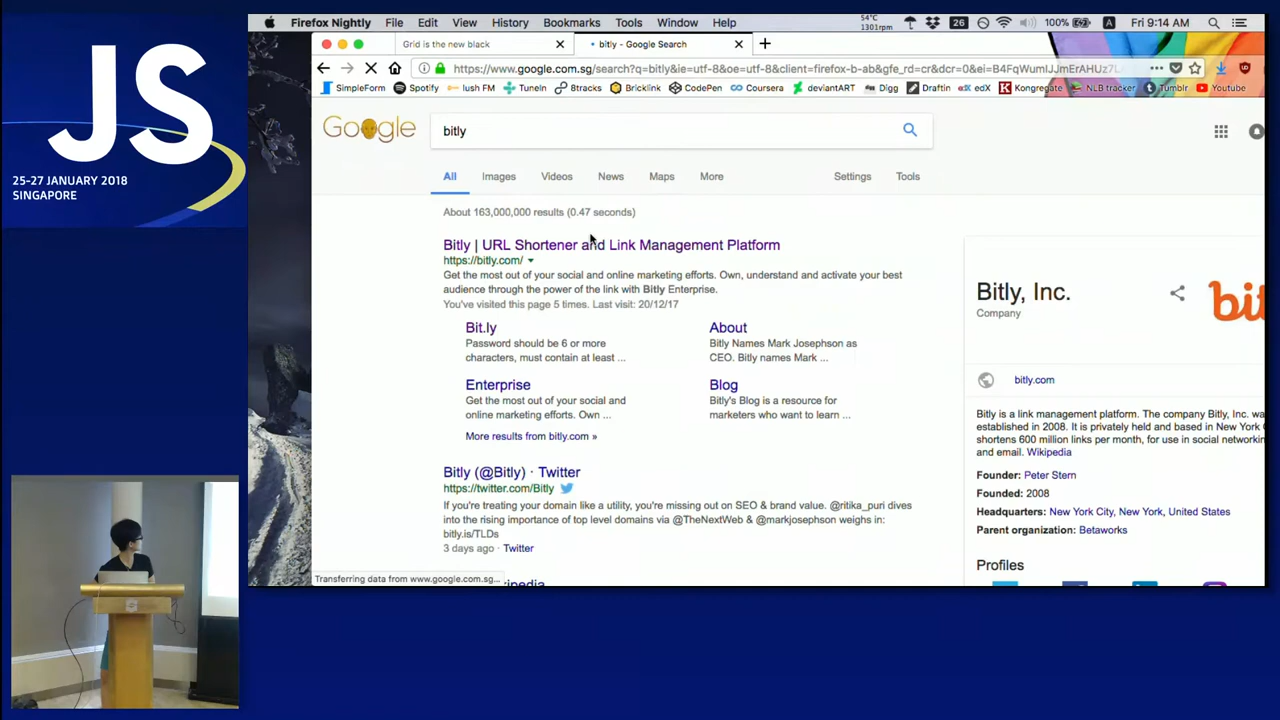 JS
25-27 JANUARY 2018
SINGAPORE
Firefox Nightly File Edit View History Bookmarks Tools Window Help 54°C 1301rpm 26 100% A Fri 9:14 AM
Grid is the new black
bitly - Google Search
https://www.google.com.sg/search?q=bitly&ie=utf-8&oe=utf-8&client=firefox-b-ab&gfe_rd=cr&dcr=0&ei=B4FqWumIJJmErAHUz7L
SimpleForm Spotify lush FM TuneIn 8tracks Bricklink CodePen Coursera deviantART Digg Draftin edX Kongregate NLB tracker Tumblr Youtube
Google
bitly
All Images Videos News Maps More Settings Tools
About 163,000,000 results (0.47 seconds)
Bitly | URL Shortener and Link Management Platform
https://bitly.com/
Get the most out of your social and online marketing efforts. Own, understand and activate your best
audience through the power of the link with Bitly Enterprise.
You've visited this page 5 times. Last visit: 20/12/17
Bit.ly
Password should be 6 or more
characters, must contain at least ...
About
Bitly Names Mark Josephson as
CEO. Bitly names Mark ...
Enterprise
Get the most out of your social and
online marketing efforts. Own ...
Blog
Bitly's Blog is a resource for
marketers who want to learn ...
More results from bitly.com »
Bitly (@Bitly) · Twitter
https://twitter.com/Bitly
If you're treating your domain like a utility, you're missing out on SEO & brand value. @ritika_puri dives
into the rising importance of top level domains via @TheNextWeb & @markjosephson weighs in:
bitly.is/TLDs
3 days ago · Twitter
Transferring data from www.google.com.sg...
Bitly, Inc.
Company
bit
bitly.com
Bitly is a link management platform. The company Bitly, Inc. wa
established in 2008. It is privately held and based in New York
shortens 600 million links per month, for use in social networkin
and email. Wikipedia
Founder: Peter Stern
Founded: 2008
Headquarters: New York City, New York, United States
Parent organization: Betaworks
Profiles